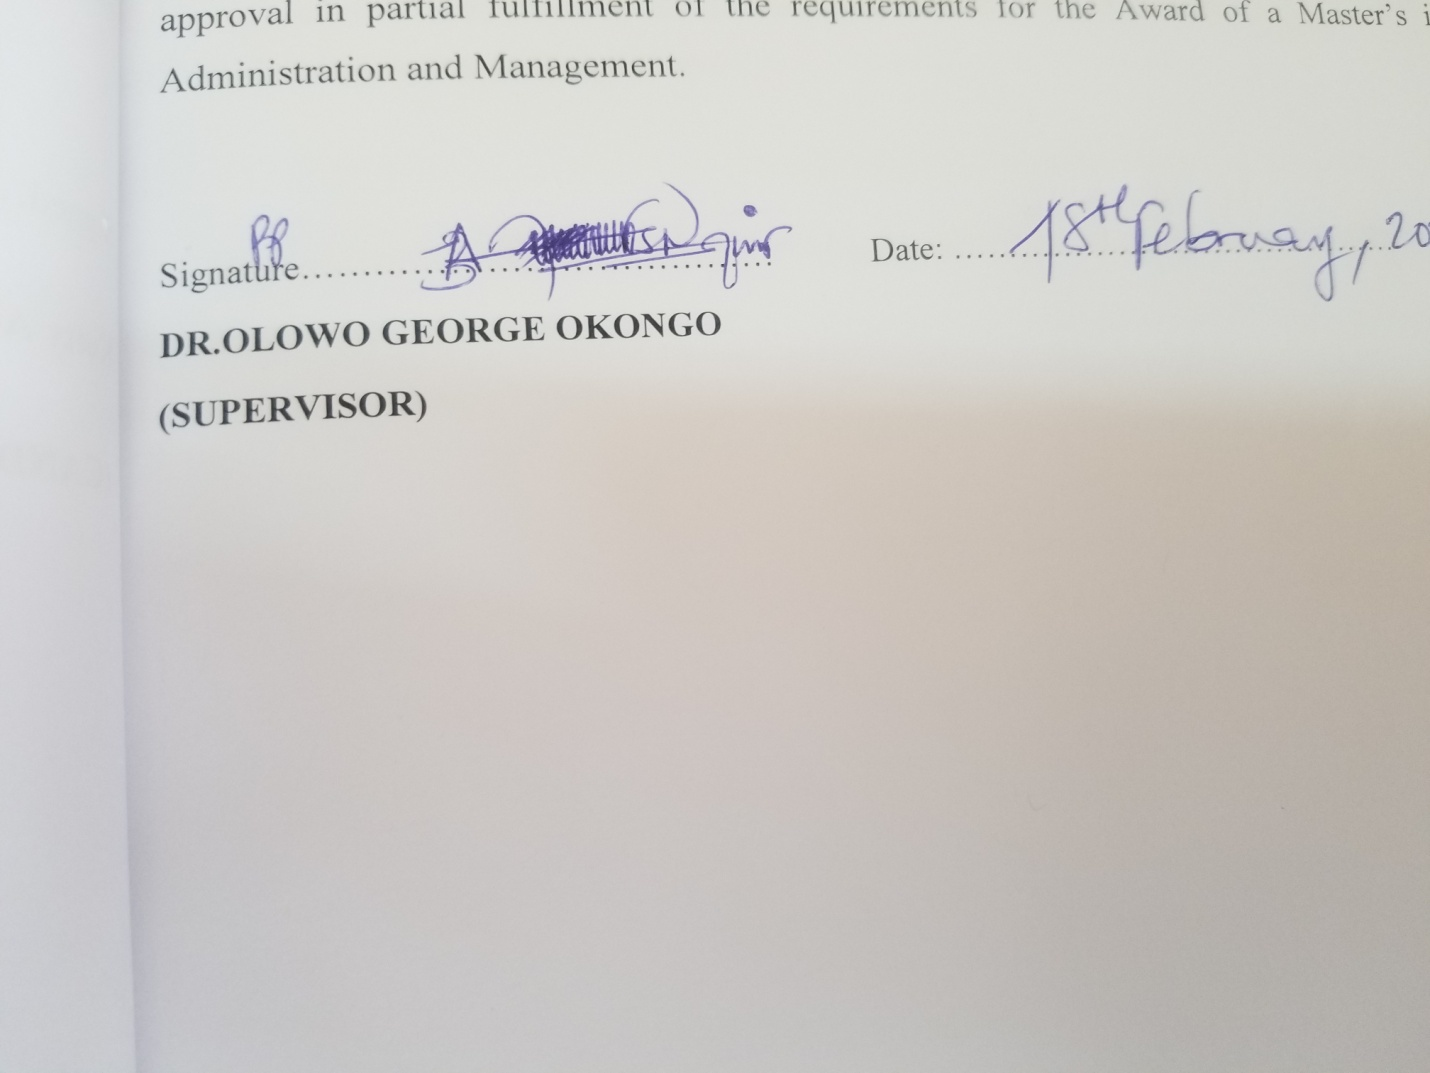 approval in partial fulfillment of the requirements for the Award of a Master's i
Administration and Management.
PP
Signature.................................................. Date: ........18TH February, 20
DR.OLOWO GEORGE OKONGO
(SUPERVISOR)